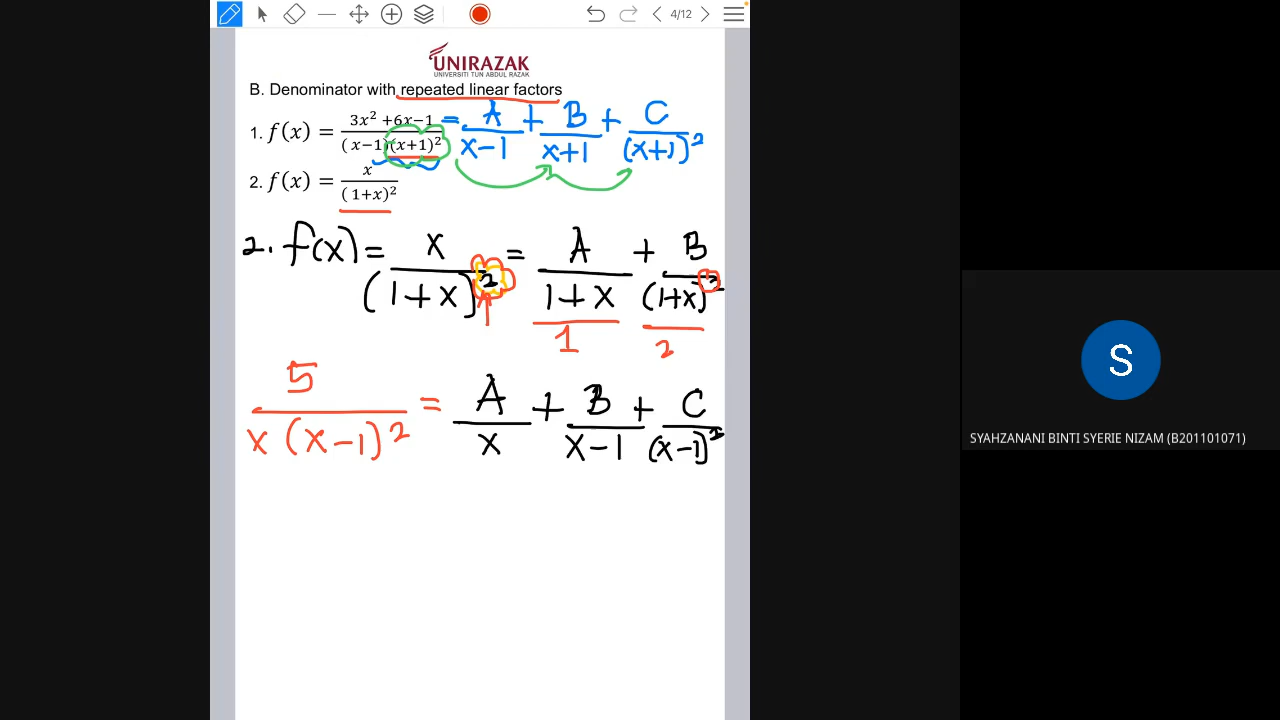 4/12
UNIRAZAK
UNIVERSITI TUN ABDUL RAZAK
B. Denominator with repeated linear factors
1. f(x) = (3x² +6x−1)/((x−1)(x+1)²) = A/(x−1) + B/(x+1) + C/(x+1)²
2. f(x) = x/(1+x)²
2. f(x) = x/(1+x)² = A/(1+x) + B/(1+x)²
1 2
5/(x(x−1)²) = A/x + B/(x−1) + C/(x−1)²
S
SYAHZANANI BINTI SYERIE NIZAM (B201101071)